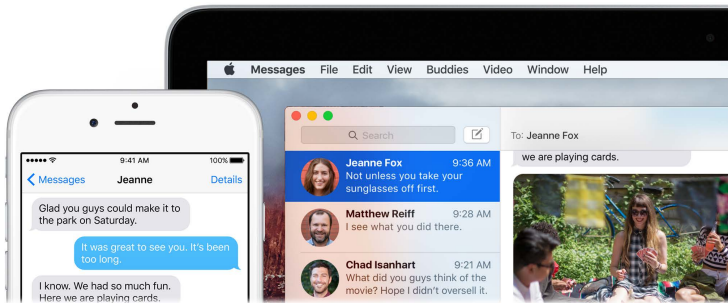 Messages File Edit View Buddies Video Window Help
Search
To: Jeanne Fox
Jeanne Fox 9:36 AM
Not unless you take your
sunglasses off first.
Matthew Reiff 9:28 AM
I see what you did there.
Chad Isanhart 9:21 AM
What did you guys think of the
movie? Hope I didn't oversell it.
we are playing cards.
9:41 AM 100%
Messages Jeanne Details
Glad you guys could make it to
the park on Saturday.
It was great to see you. It's been
too long.
I know. We had so much fun.
Here we are playing cards.